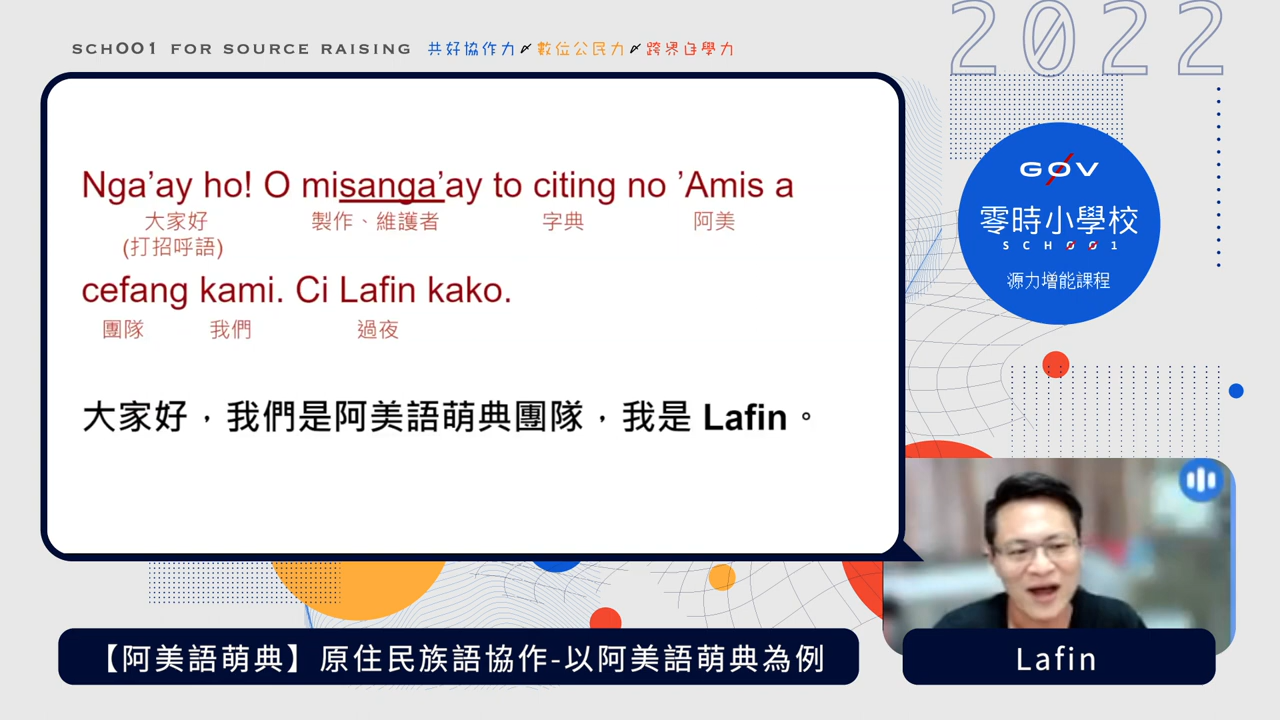 SCH001 FOR SOURCE RAISING 共好協作力 〆 數位公民力 〆 跨界自學力
2022
Nga’ay ho! O misanga’ay to citing no ’Amis a
大家好 製作、維護者 字典 阿美
(打招呼語)
cefang kami. Ci Lafin kako.
團隊 我們 過夜
大家好，我們是阿美語萌典團隊，我是 Lafin。
G0V
零時小學校
SCH001
源力增能課程
【阿美語萌典】原住民族語協作-以阿美語萌典為例
Lafin